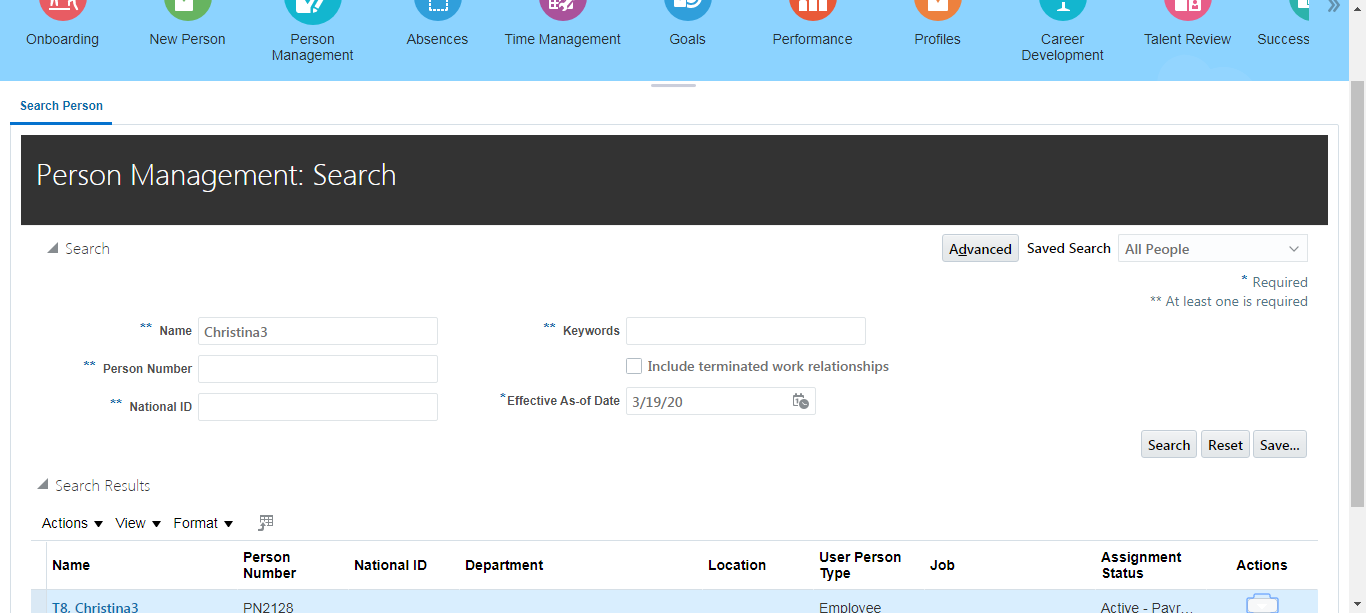 Onboarding New Person Person Management Absences Time Management Goals Performance Profiles Career Development Talent Review Success
Search Person
Person Management: Search
Search Advanced Saved Search All People
* Required
** At least one is required
** Name Christina3 ** Keywords
** Person Number Include terminated work relationships
** National ID *Effective As-of Date 3/19/20
Search Reset Save...
Search Results
Actions View Format
Name Person Number National ID Department Location User Person Type Job Assignment Status Actions
T8, Christina3 PN2128 Employee Active - Payr...